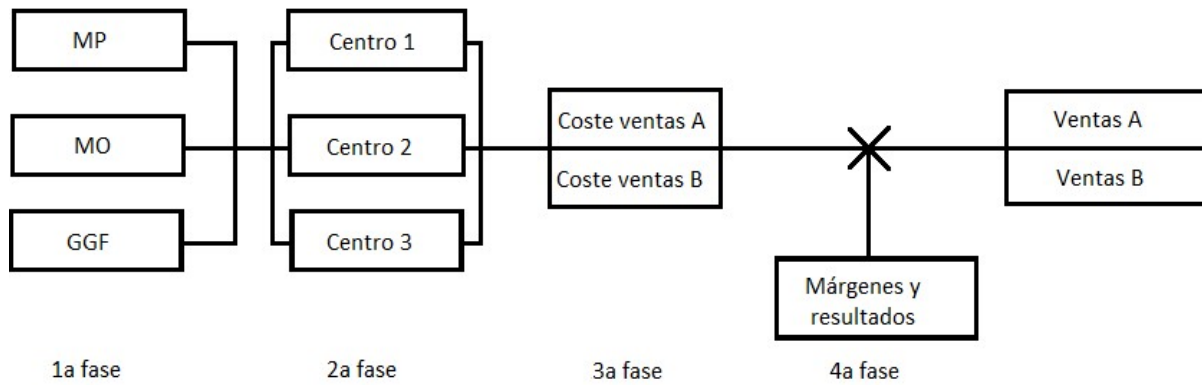 MP
MO
GGF
Centro 1
Centro 2
Centro 3
Coste ventas A
Coste ventas B
Márgenes y
resultados
Ventas A
Ventas B
1a fase
2a fase
3a fase
4a fase